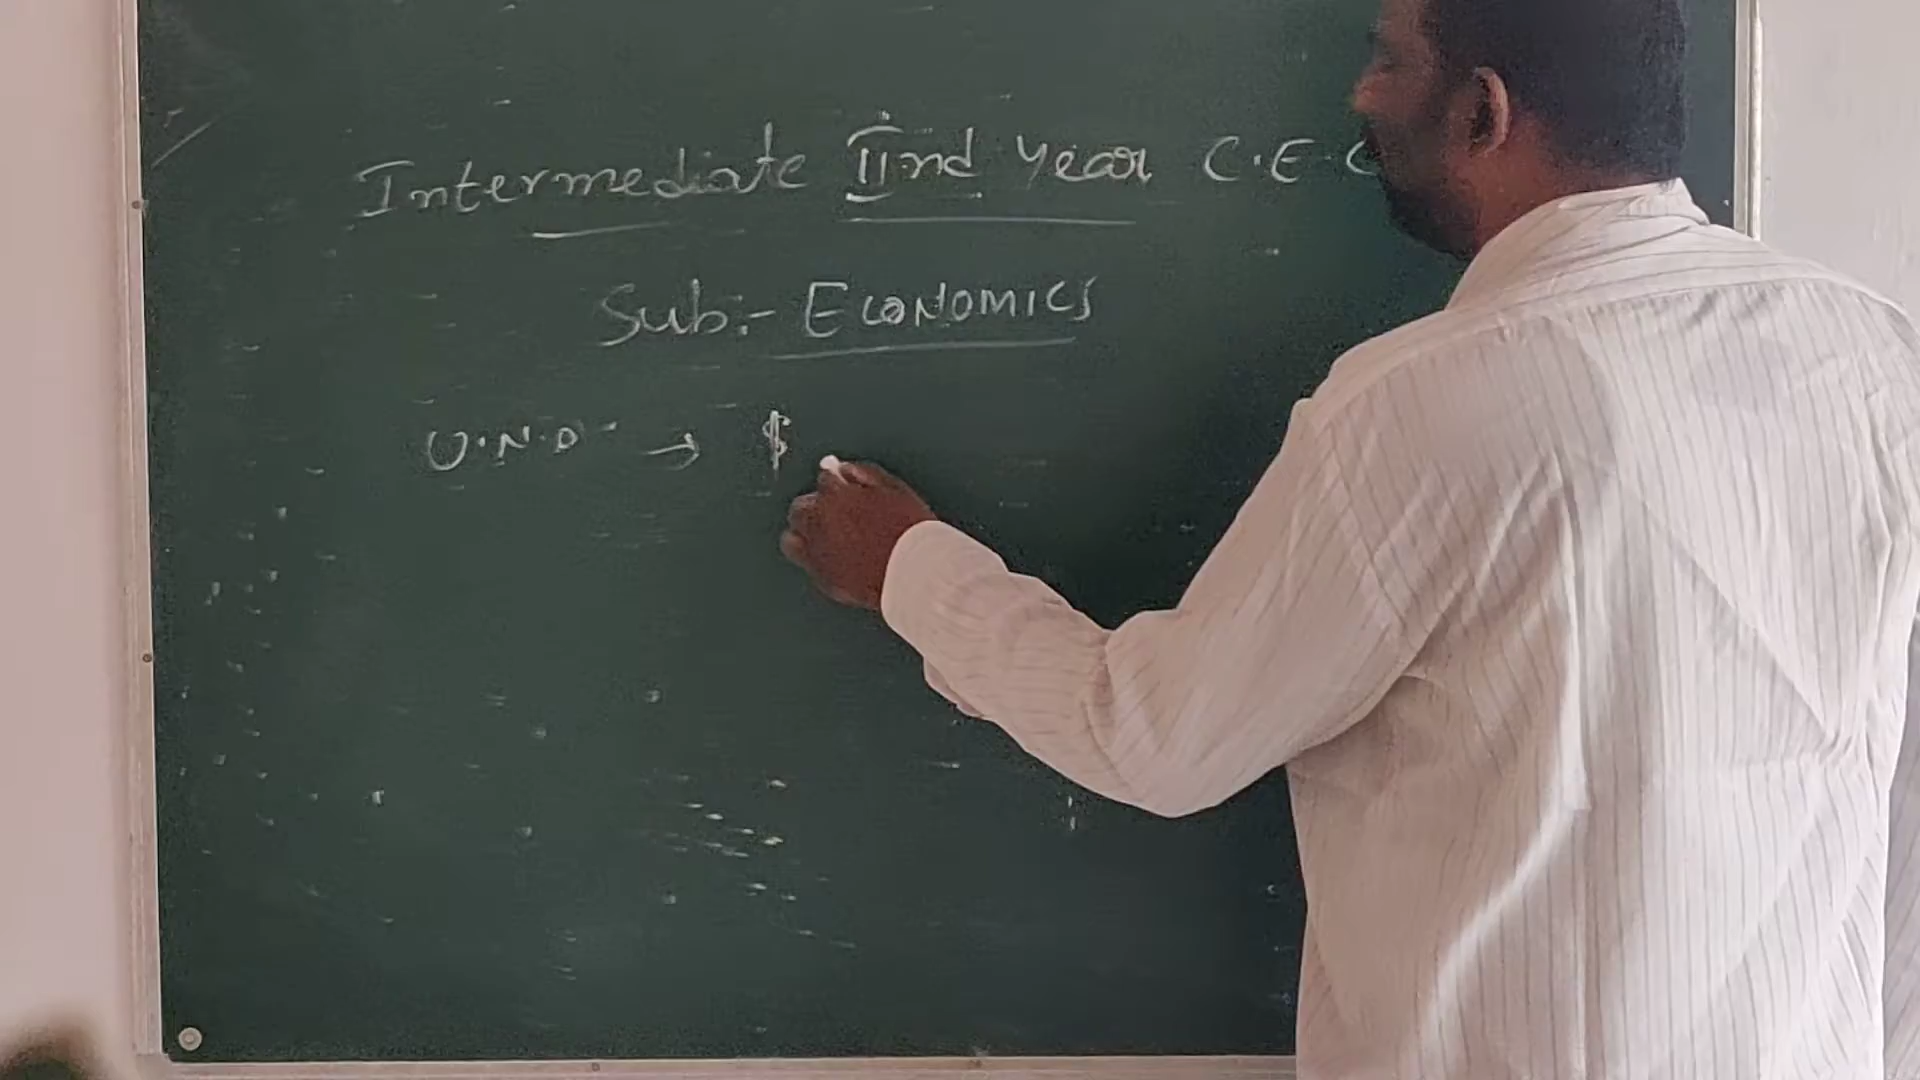 Intermediate IInd Year C.E.C
Sub:- ECONOMICS
U.N.O → $